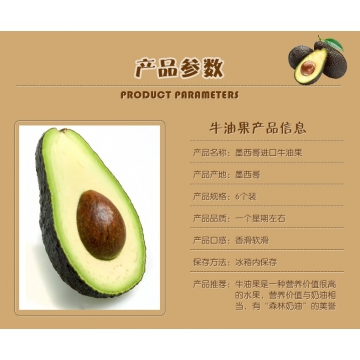 产品参数
PRODUCT PARAMETERS
牛油果产品信息
产品名称：墨西哥进口牛油果
产品产地：墨西哥
产品规格：6个装
产品品质：一个星期左右
产品口感：香滑软滑
保存方法：冰箱内保存
产品推荐：牛油果是一种营养价值很高
的水果，营养价值与奶油相
当，有“森林奶油”的美誉